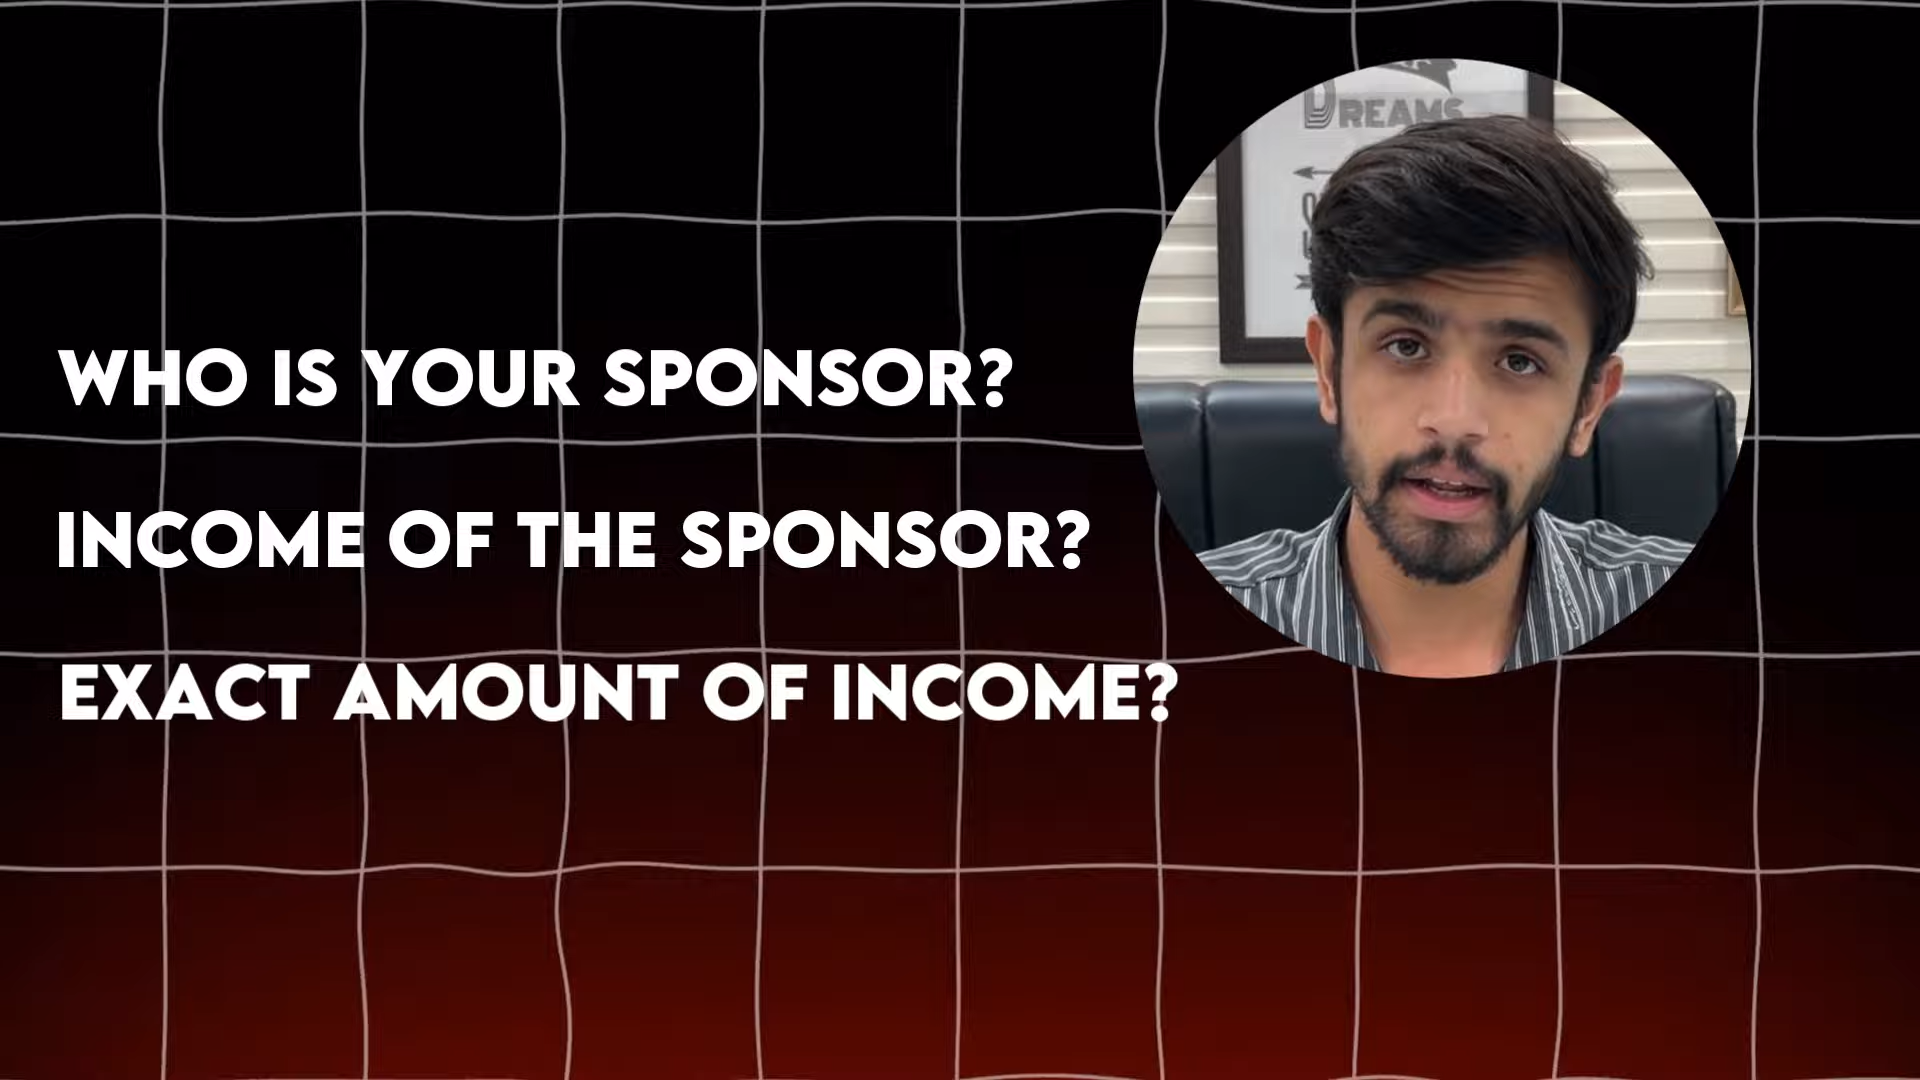 DREAMS
WHO IS YOUR SPONSOR?
INCOME OF THE SPONSOR?
EXACT AMOUNT OF INCOME?